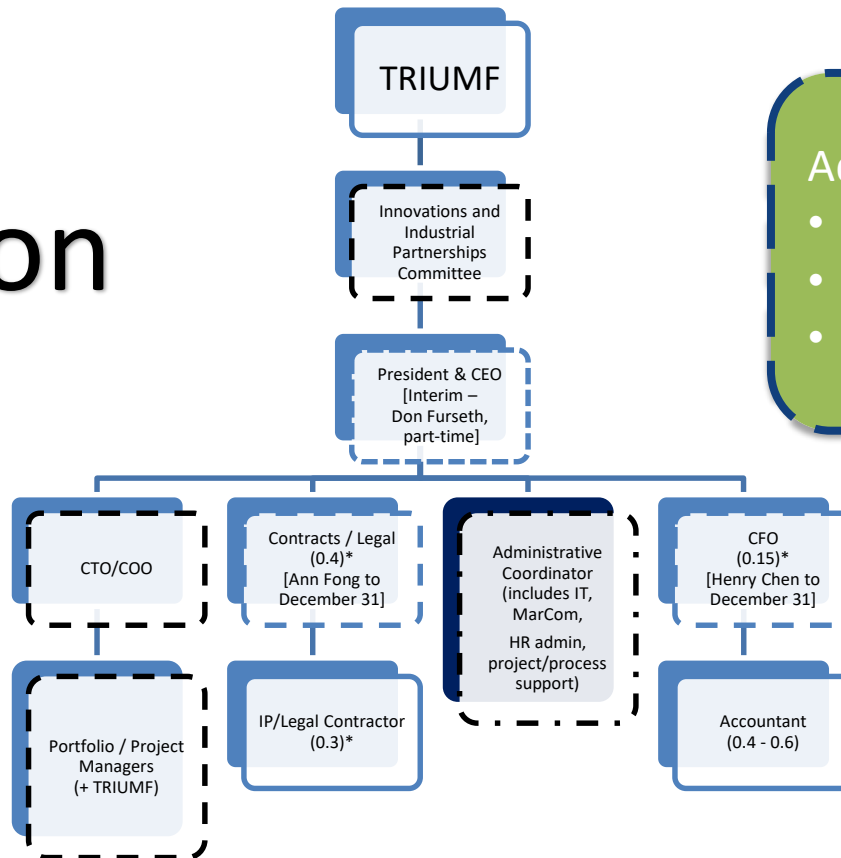 TRIUMF
on
Ac
Innovations and
Industrial
Partnerships
Committee
President & CEO
[Interim –
Don Furseth,
part-time]
CTO/COO
Contracts / Legal
(0.4)*
[Ann Fong to
December 31]
Administrative
Coordinator
(includes IT,
MarCom,
HR admin,
project/process
support)
CFO
(0.15)*
[Henry Chen to
December 31]
Portfolio / Project
Managers
(+ TRIUMF)
IP/Legal Contractor
(0.3)*
Accountant
(0.4 - 0.6)